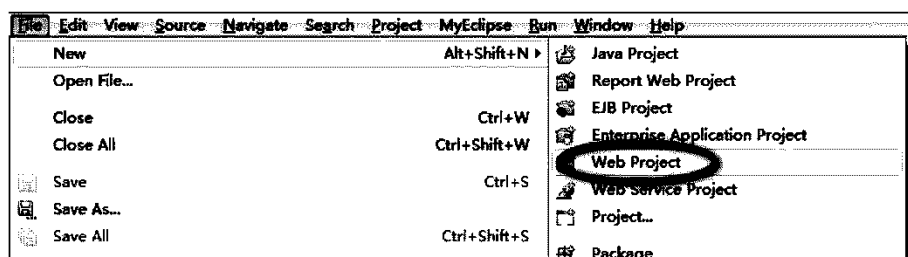 File Edit View Source Navigate Search Project MyEclipse Run Window Help
New Alt+Shift+N
Open File...
Close Ctrl+W
Close All Ctrl+Shift+W
Save Ctrl+S
Save As...
Save All Ctrl+Shift+S
Java Project
Report Web Project
EJB Project
Enterprise Application Project
Web Project
Web Service Project
Project...
Package